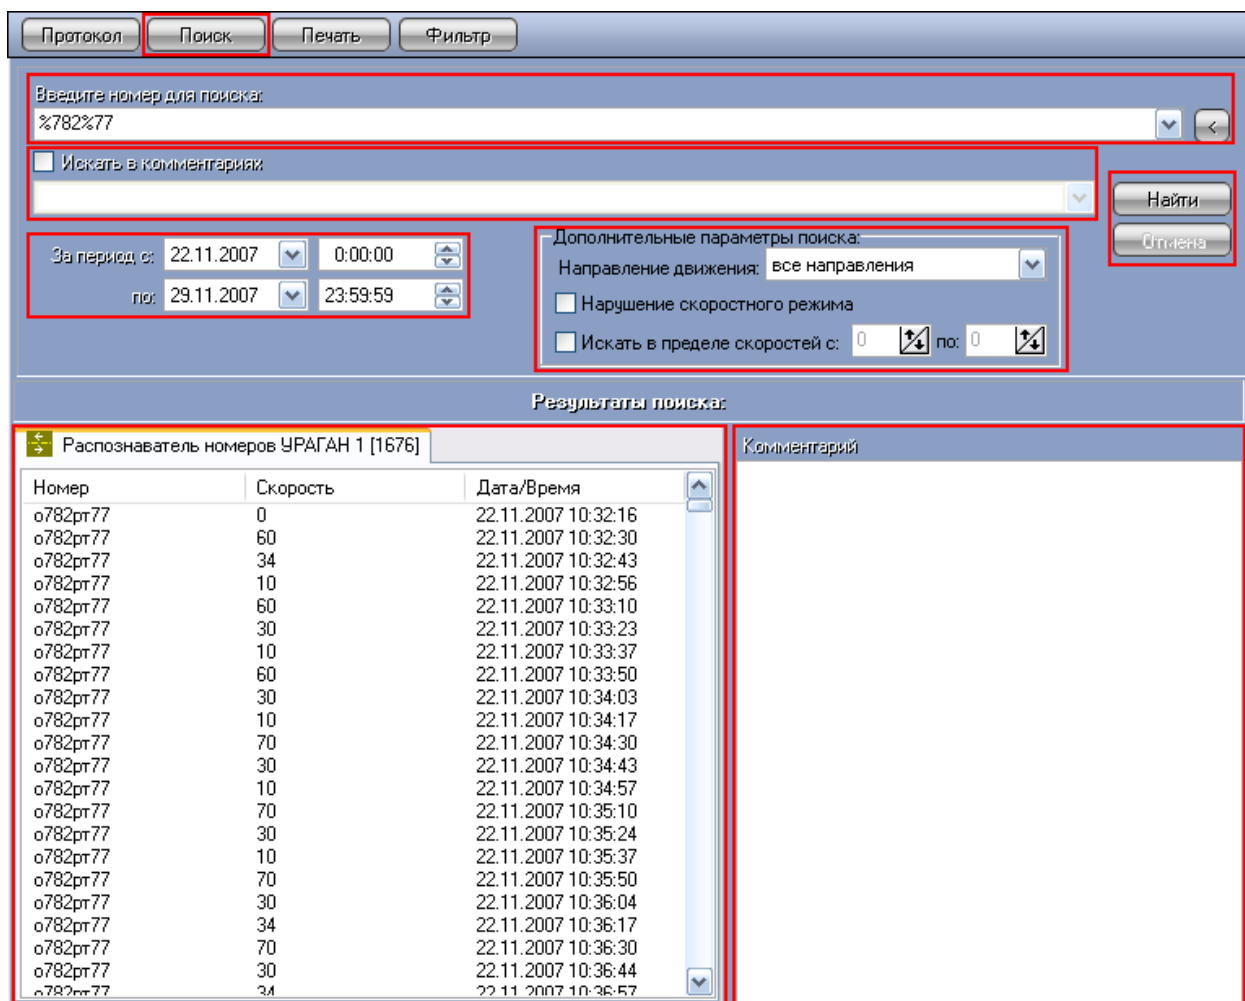 Протокол Поиск Печать Фильтр
Введите номер для поиска:
%782%77
<
Искать в комментариях
Найти
Отмена
За период с: 22.11.2007 0:00:00
по: 29.11.2007 23:59:59
Дополнительные параметры поиска:
Направление движения: все направления
Нарушение скоростного режима
Искать в пределе скоростей с: 0 по: 0
Результаты поиска:
Распознаватель номеров УРАГАН 1 [1676]
Комментарий
Номер Скорость Дата/Время
о782рт77 0 22.11.2007 10:32:16
о782рт77 60 22.11.2007 10:32:30
о782рт77 34 22.11.2007 10:32:43
о782рт77 10 22.11.2007 10:32:56
о782рт77 60 22.11.2007 10:33:10
о782рт77 30 22.11.2007 10:33:23
о782рт77 10 22.11.2007 10:33:37
о782рт77 60 22.11.2007 10:33:50
о782рт77 30 22.11.2007 10:34:03
о782рт77 10 22.11.2007 10:34:17
о782рт77 70 22.11.2007 10:34:30
о782рт77 30 22.11.2007 10:34:43
о782рт77 10 22.11.2007 10:34:57
о782рт77 70 22.11.2007 10:35:10
о782рт77 30 22.11.2007 10:35:24
о782рт77 10 22.11.2007 10:35:37
о782рт77 70 22.11.2007 10:35:50
о782рт77 30 22.11.2007 10:36:04
о782рт77 34 22.11.2007 10:36:17
о782рт77 70 22.11.2007 10:36:30
о782рт77 30 22.11.2007 10:36:44
о782рт77 34 22.11.2007 10:36:57